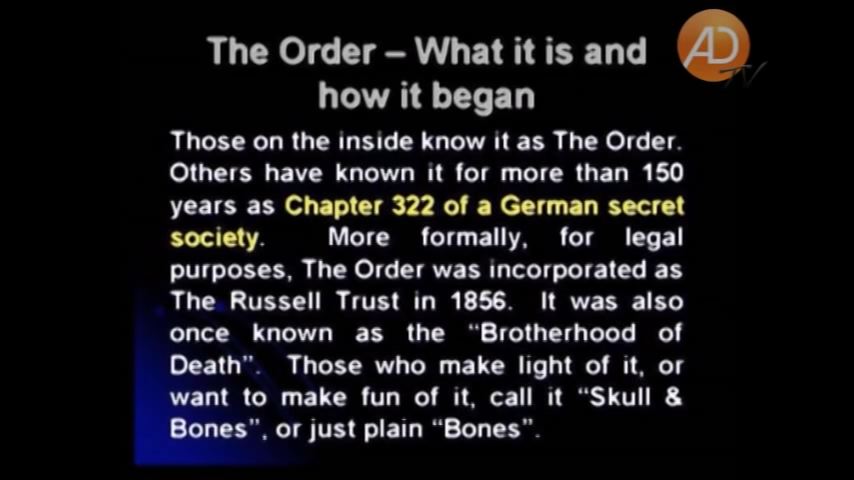 The Order – What it is and
how it began
AD
TV
Those on the inside know it as The Order.
Others have known it for more than 150
years as Chapter 322 of a German secret
society. More formally, for legal
purposes, The Order was incorporated as
The Russell Trust in 1856. It was also
once known as the “Brotherhood of
Death”. Those who make light of it, or
want to make fun of it, call it “Skull &
Bones”, or just plain “Bones”.